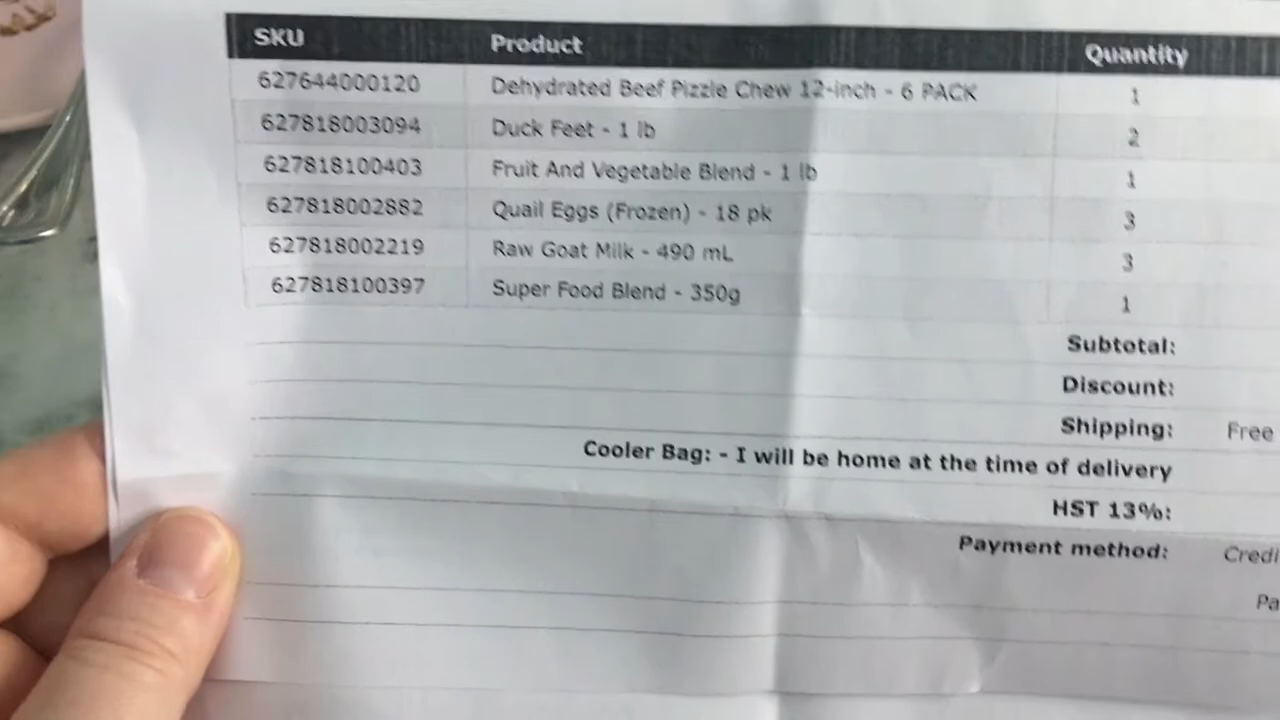 SKU Product Quantity
627644000120 Dehydrated Beef Pizzle Chew 12-inch - 6 PACK 1
627818003094 Duck Feet - 1 lb 2
627818100403 Fruit And Vegetable Blend - 1 lb 1
627818002882 Quail Eggs (Frozen) - 18 pk 3
627818002219 Raw Goat Milk - 490 mL 3
627818100397 Super Food Blend - 350g 1
Subtotal:
Discount:
Shipping: Free
Cooler Bag: - I will be home at the time of delivery
HST 13%:
Payment method: Credi
Pa